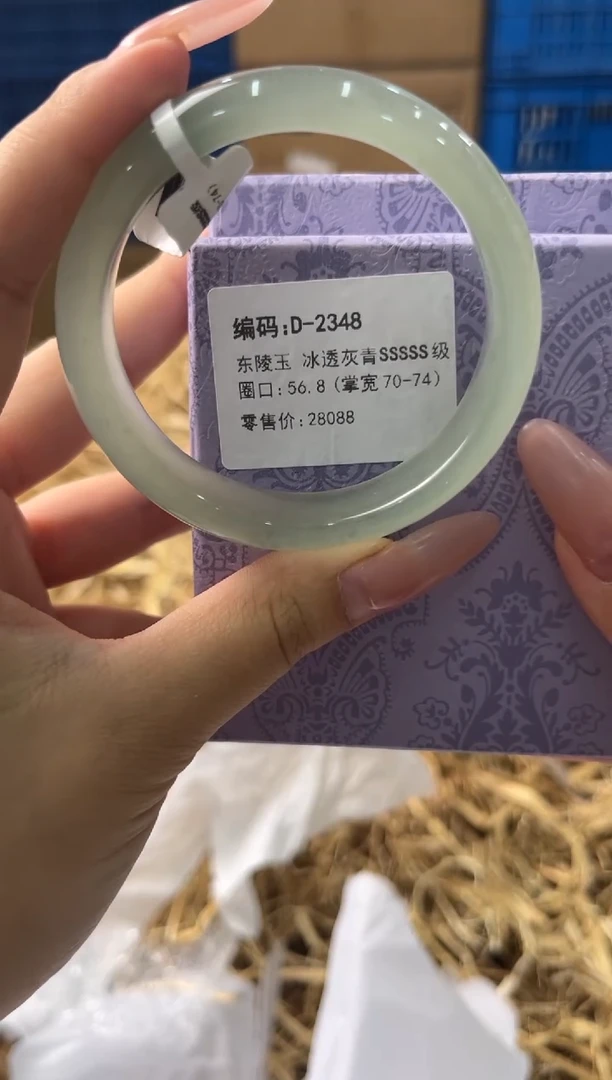 编码:D-2348
东陵玉 冰透灰青SSSSS级
圈口:56.8(掌宽70-74)
零售价:28088